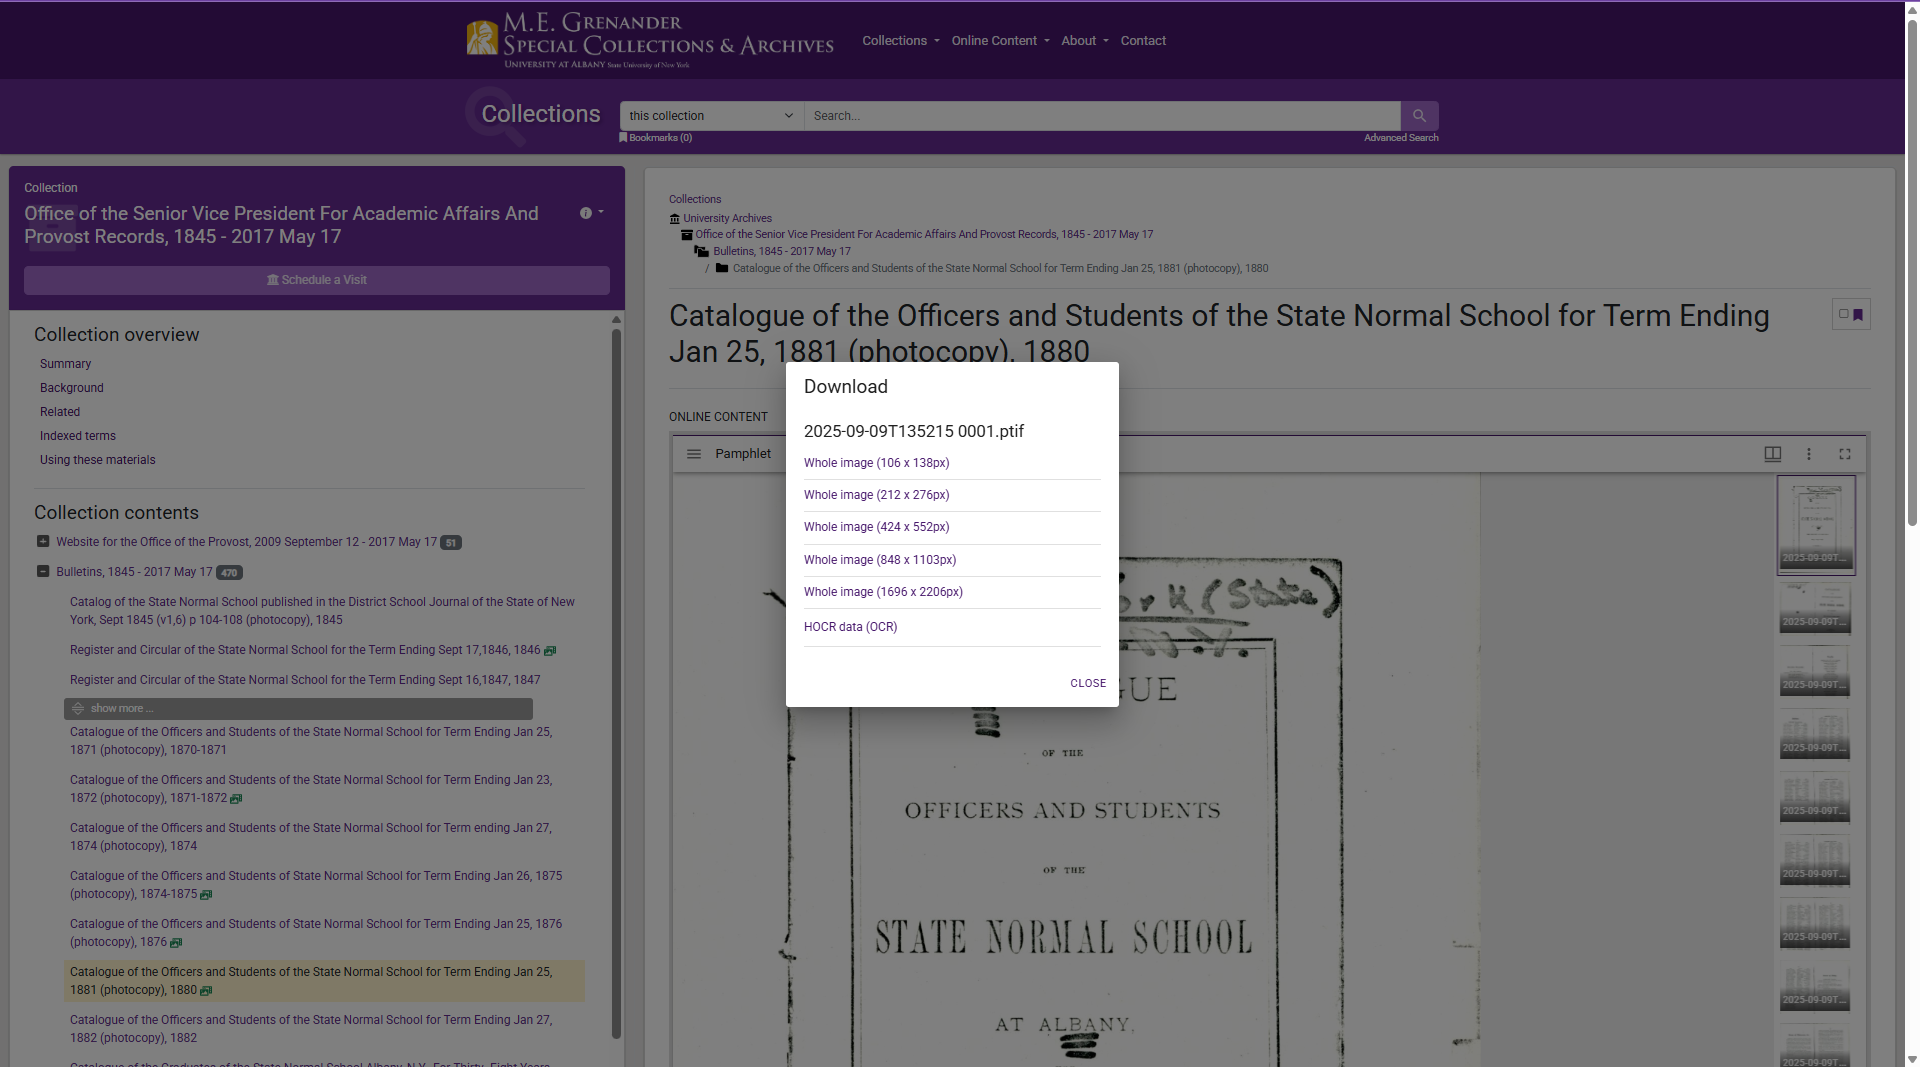 M.E. GRENANDER
SPECIAL COLLECTIONS & ARCHIVES
UNIVERSITY AT ALBANY State University of New York
Collections
Online Content
About
Contact
Collections
this collection
Search...
Bookmarks (0)
Advanced Search
Collection
Office of the Senior Vice President For Academic Affairs And
Provost Records, 1845 - 2017 May 17
Schedule a Visit
Collection overview
Summary
Background
Related
Indexed terms
Using these materials
Collection contents
Website for the Office of the Provost, 2009 September 12 - 2017 May 17 51
Bulletins, 1845 - 2017 May 17 470
Catalog of the State Normal School published in the District School Journal of the State of New
York, Sept 1845 (v1,6) p 104-108 (photocopy), 1845
Register and Circular of the State Normal School for the Term Ending Sept 17,1846, 1846
Register and Circular of the State Normal School for the Term Ending Sept 16,1847, 1847
show more ...
Catalogue of the Officers and Students of the State Normal School for Term Ending Jan 25,
1871 (photocopy), 1870-1871
Catalogue of the Officers and Students of the State Normal School for Term Ending Jan 23,
1872 (photocopy), 1871-1872
Catalogue of the Officers and Students of the State Normal School for Term ending Jan 27,
1874 (photocopy), 1874
Catalogue of the Officers and Students of State Normal School for Term Ending Jan 26, 1875
(photocopy), 1874-1875
Catalogue of the Officers and Students of State Normal School for Term Ending Jan 25, 1876
(photocopy), 1876
Catalogue of the Officers and Students of the State Normal School for Term Ending Jan 25,
1881 (photocopy), 1880
Catalogue of the Officers and Students of the State Normal School for Term Ending Jan 27,
1882 (photocopy), 1882
Catalogue of the Graduates of the State Normal School Albany, N.Y., For Thirty- Eight Years
Collections
University Archives
Office of the Senior Vice President For Academic Affairs And Provost Records, 1845 - 2017 May 17
Bulletins, 1845 - 2017 May 17
/ Catalogue of the Officers and Students of the State Normal School for Term Ending Jan 25, 1881 (photocopy), 1880
Catalogue of the Officers and Students of the State Normal School for Term Ending
Jan 25, 1881 (photocopy), 1880
ONLINE CONTENT
Pamphlet
Download
2025-09-09T135215 0001.ptif
Whole image (106 x 138px)
Whole image (212 x 276px)
Whole image (424 x 552px)
Whole image (848 x 1103px)
Whole image (1696 x 2206px)
HOCR data (OCR)
CLOSE
ork (State)
GUE
OF THE
OFFICERS AND STUDENTS
OF THE
STATE NORMAL SCHOOL
AT ALBANY,
2025-09-09T...
2025-09-09T...
2025-09-09T...
2025-09-09T...
2025-09-09T...
2025-09-09T...
2025-09-09T...
2025-09-09T...
2025-09-09T...